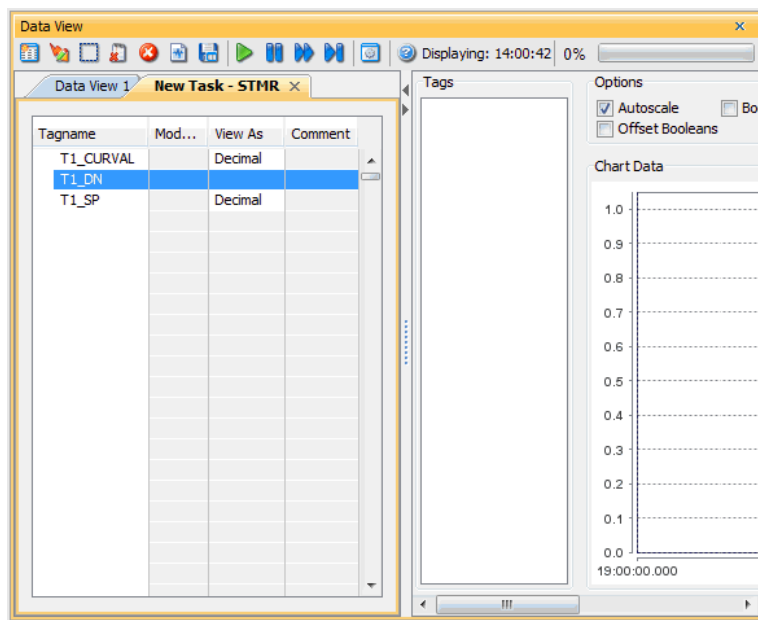 Data View
Displaying: 14:00:42 0%
Data View 1 New Task - STMR
Tagname Mod... View As Comment
T1_CURVAL Decimal
T1_DN
T1_SP Decimal
Tags
Options
Autoscale Bo
Offset Booleans
Chart Data
1.0
0.9
0.8
0.7
0.6
0.5
0.4
0.3
0.2
0.1
0.0
19:00:00.000